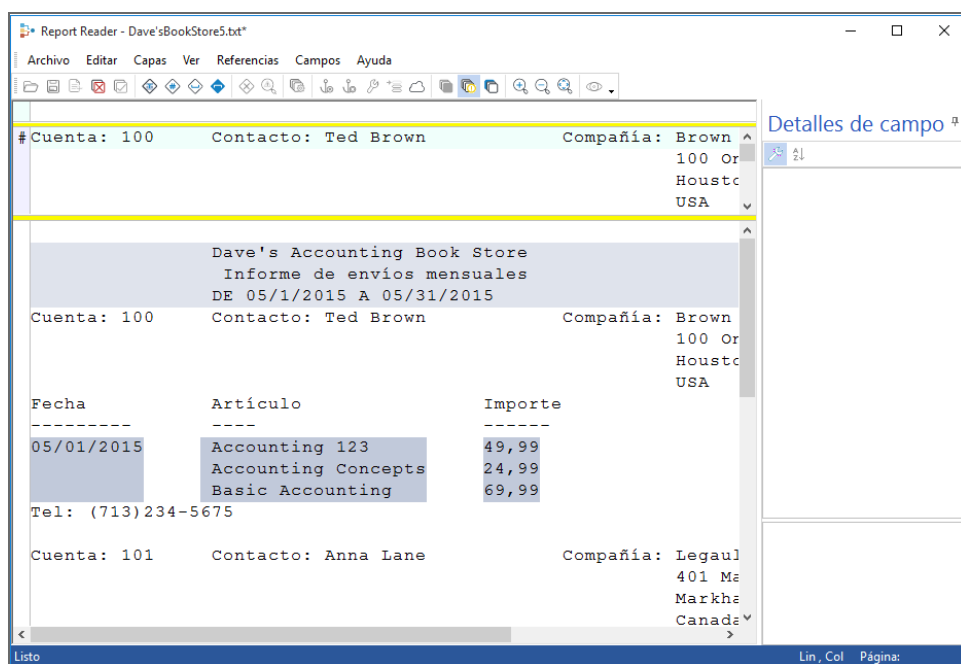 Report Reader - Dave'sBookStore5.txt*
Archivo Editar Capas Ver Referencias Campos Ayuda
Detalles de campo
#Cuenta: 100 Contacto: Ted Brown Compañía: Brown
100 Or
Houstc
USA
Dave's Accounting Book Store
Informe de envíos mensuales
DE 05/1/2015 A 05/31/2015
Cuenta: 100 Contacto: Ted Brown Compañía: Brown
100 Or
Houstc
USA
Fecha Artículo Importe
--------- ---- ------
05/01/2015 Accounting 123 49,99
Accounting Concepts 24,99
Basic Accounting 69,99
Tel: (713)234-5675
Cuenta: 101 Contacto: Anna Lane Compañía: Legaul
401 Ma
Markha
Canada
Listo Lin , Col Página: